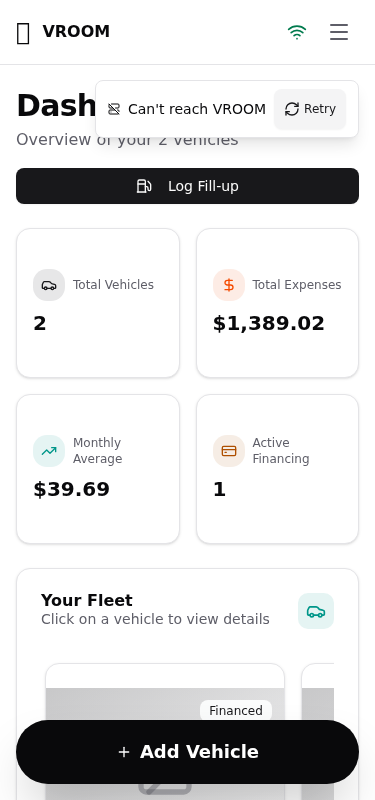 VROOM
Can't reach VROOM
Retry
Dash
Overview of your 2 vehicles
Log Fill-up
Total Vehicles
2
Total Expenses
$1,389.02
Monthly
Average
$39.69
Active
Financing
1
Your Fleet
Click on a vehicle to view details
Financed
+ Add Vehicle